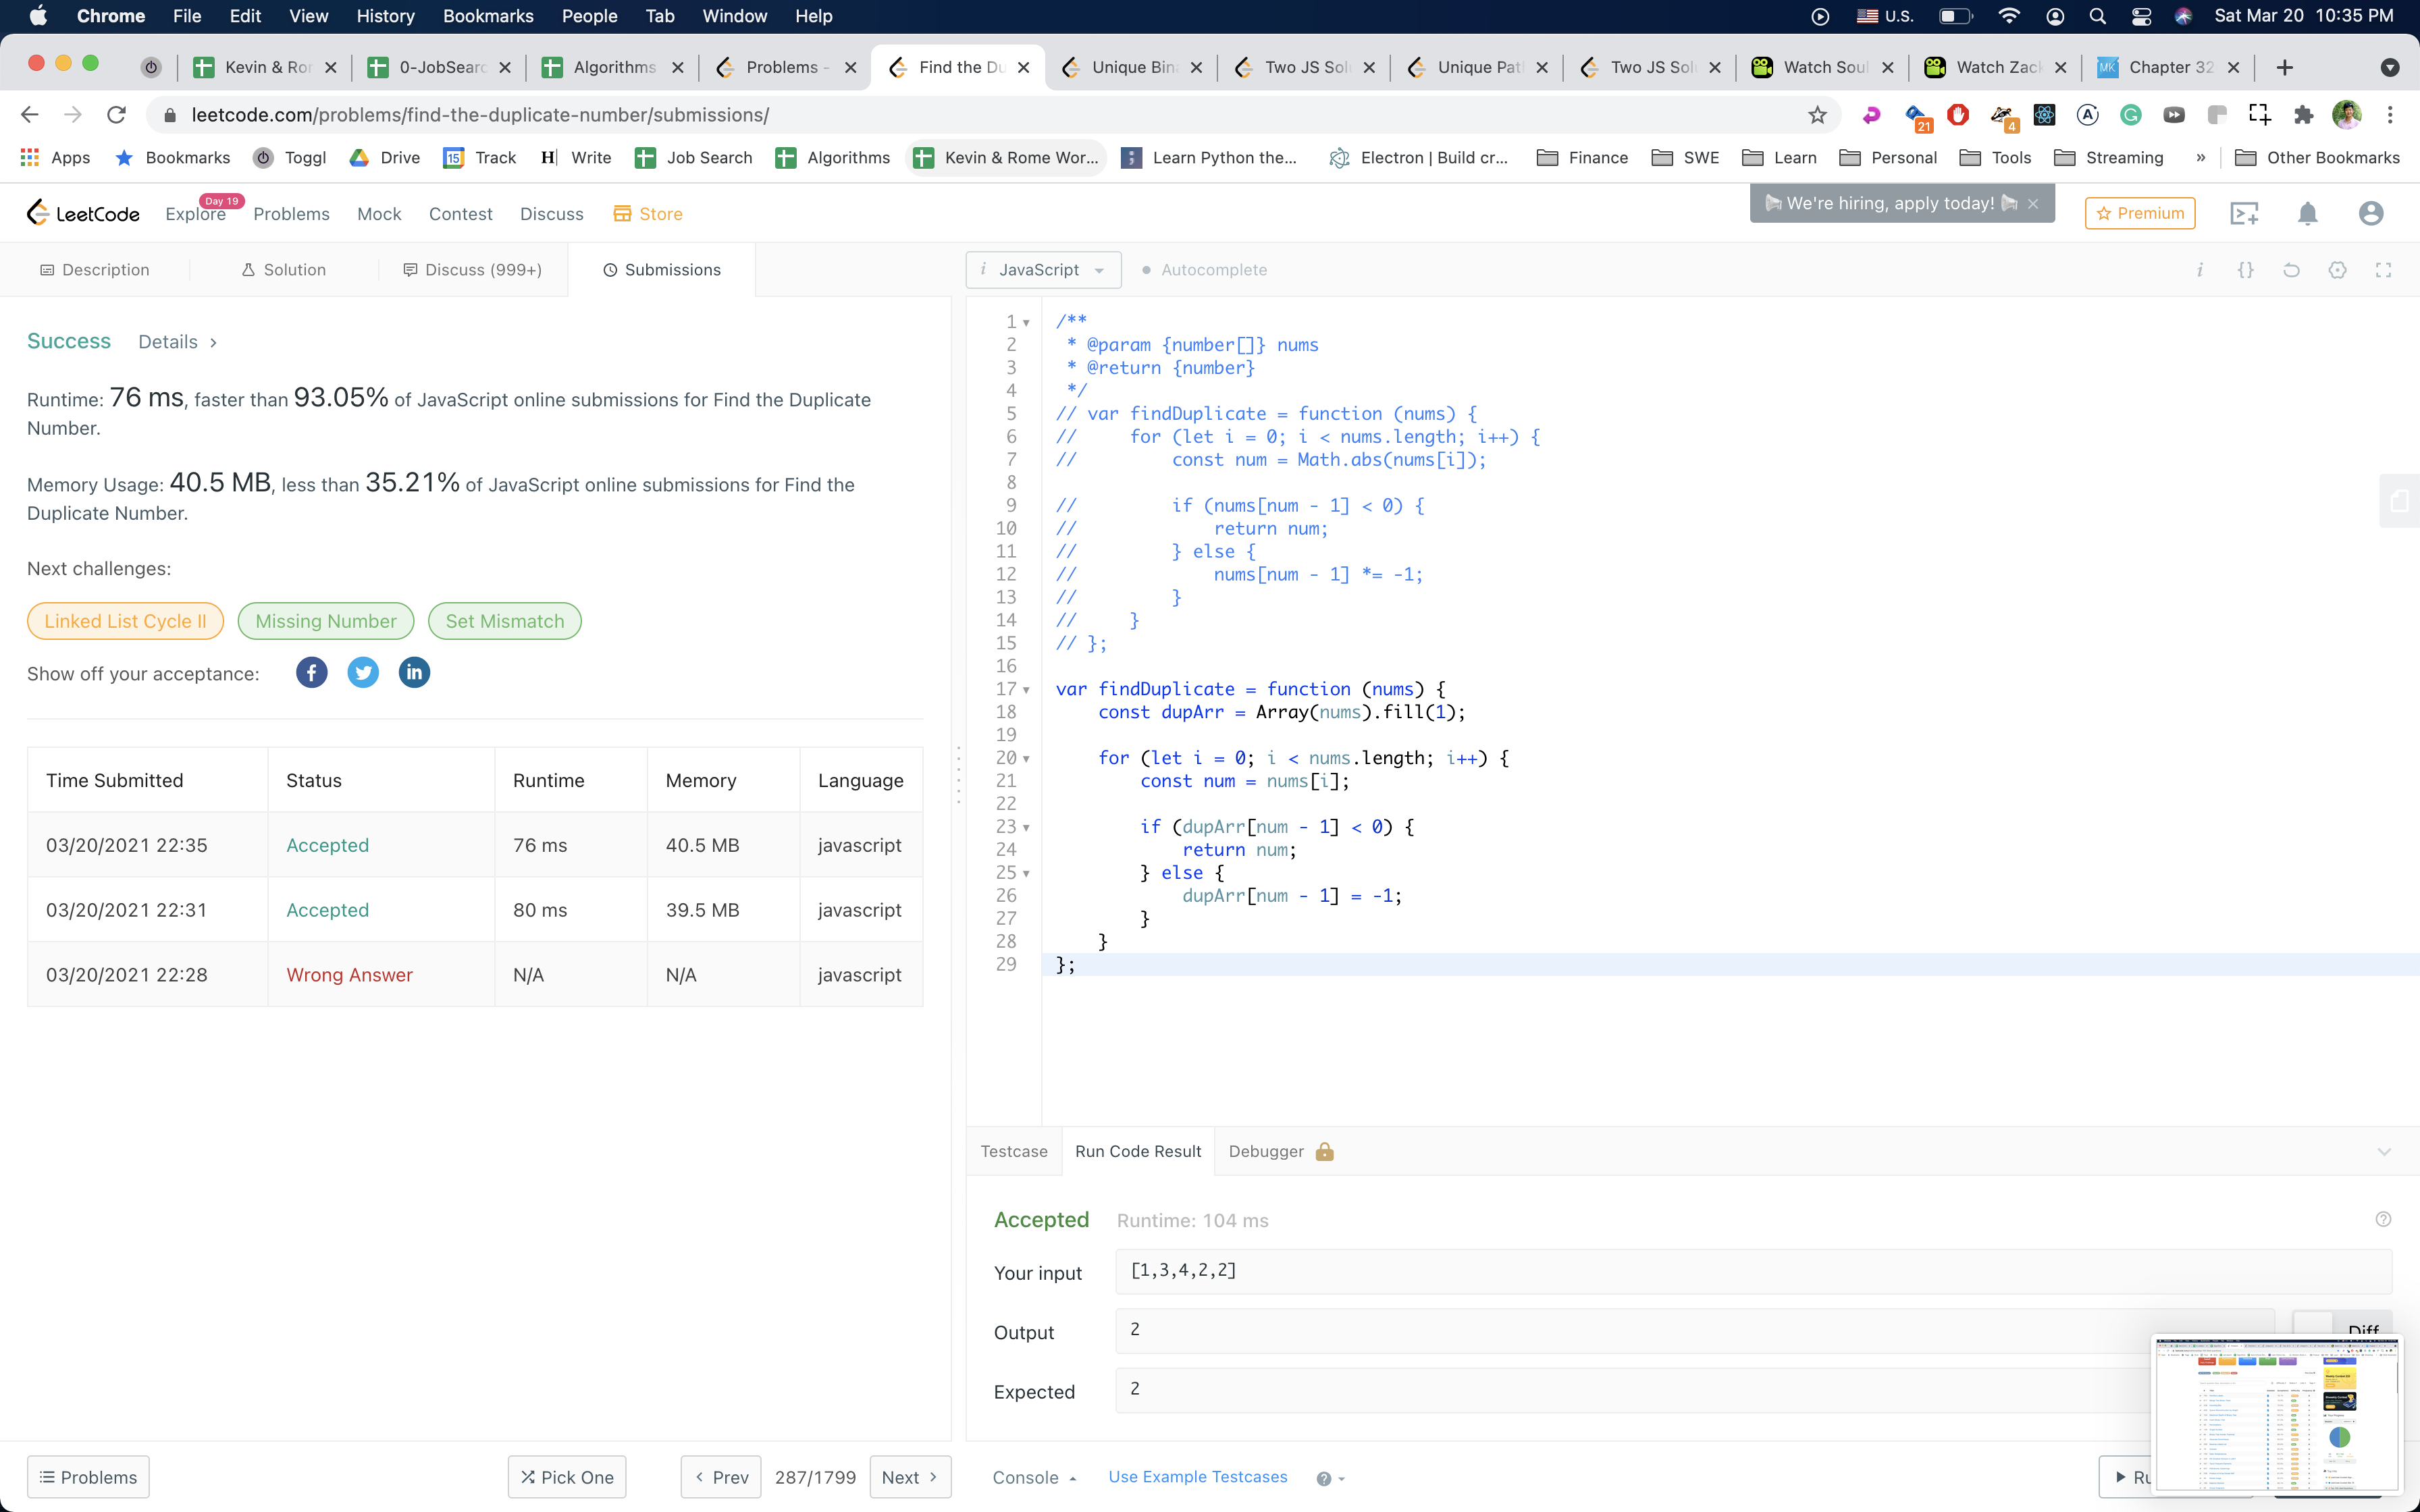 Chrome File Edit View History Bookmarks People Tab Window Help U.S. Sat Mar 20 10:35 PM
Kevin & Ror 0-JobSearc Algorithms Problems - Find the Du Unique Bina Two JS Solu Unique Path Two JS Solu Watch Soul Watch Zack Chapter 32
leetcode.com/problems/find-the-duplicate-number/submissions/ 21 4
Apps Bookmarks Toggl Drive 15 Track H Write Job Search Algorithms Kevin & Rome Wor... Learn Python the... Electron | Build cr... Finance SWE Learn Personal Tools Streaming » Other Bookmarks
LeetCode Explore Day 19 Problems Mock Contest Discuss Store We're hiring, apply today! Premium
Description Solution Discuss (999+) Submissions
i JavaScript Autocomplete
Success Details >
Runtime: 76 ms, faster than 93.05% of JavaScript online submissions for Find the Duplicate
Number.
Memory Usage: 40.5 MB, less than 35.21% of JavaScript online submissions for Find the
Duplicate Number.
Next challenges:
Linked List Cycle II Missing Number Set Mismatch
Show off your acceptance:
Time Submitted Status Runtime Memory Language
03/20/2021 22:35 Accepted 76 ms 40.5 MB javascript
03/20/2021 22:31 Accepted 80 ms 39.5 MB javascript
03/20/2021 22:28 Wrong Answer N/A N/A javascript
Problems Pick One < Prev 287/1799 Next >
1 /**
2 * @param {number[]} nums
3 * @return {number}
4 */
5 // var findDuplicate = function (nums) {
6 // for (let i = 0; i < nums.length; i++) {
7 // const num = Math.abs(nums[i]);
8
9 // if (nums[num - 1] < 0) {
10 // return num;
11 // } else {
12 // nums[num - 1] *= -1;
13 // }
14 // }
15 // };
16
17 var findDuplicate = function (nums) {
18 const dupArr = Array(nums).fill(1);
19
20 for (let i = 0; i < nums.length; i++) {
21 const num = nums[i];
22
23 if (dupArr[num - 1] < 0) {
24 return num;
25 } else {
26 dupArr[num - 1] = -1;
27 }
28 }
29 };
Testcase Run Code Result Debugger
Accepted Runtime: 104 ms
Your input [1,3,4,2,2]
Output 2 Diff
Expected 2
Console Use Example Testcases